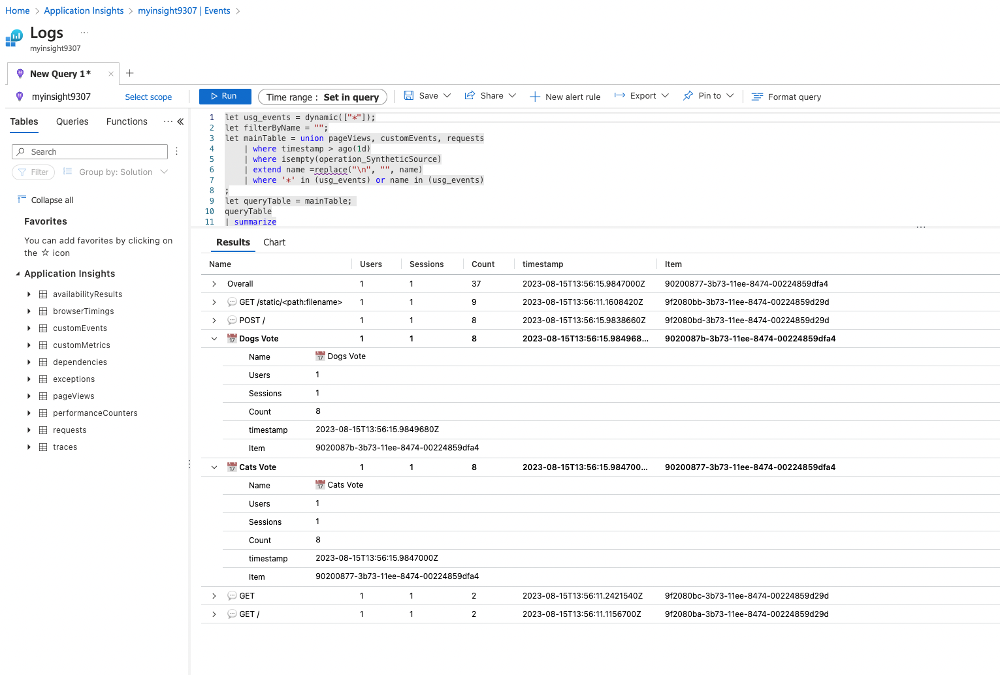 Home > Application Insights > myinsight9307 | Events >
Logs ...
myinsight9307
New Query 1* × +
myinsight9307 Select scope Run Time range : Set in query Save Share New alert rule Export Pin to Format query
Tables Queries Functions ... «
Search
Filter Group by: Solution
Collapse all
Favorites
You can add favorites by clicking on
the ☆ icon
Application Insights
availabilityResults
browserTimings
customEvents
customMetrics
dependencies
exceptions
pageViews
performanceCounters
requests
traces
1 let usg_events = dynamic(["*"]);
2 let filterByName = "";
3 let mainTable = union pageViews, customEvents, requests
4 | where timestamp > ago(1d)
5 | where isempty(operation_SyntheticSource)
6 | extend name =replace("\n", "", name)
7 | where '*' in (usg_events) or name in (usg_events)
8 ;
9 let queryTable = mainTable;
10 queryTable
11 | summarize
...
Results Chart
Name Users Sessions Count timestamp Item
Overall 1 1 37 2023-08-15T13:56:15.9847000Z 90200877-3b73-11ee-8474-00224859dfa4
GET /static/<path:filename> 1 1 9 2023-08-15T13:56:11.1608420Z 9f2080bb-3b73-11ee-8474-00224859d29d
POST / 1 1 8 2023-08-15T13:56:15.9838660Z 9f2080bd-3b73-11ee-8474-00224859d29d
17 Dogs Vote 1 1 8 2023-08-15T13:56:15.984968... 9020087b-3b73-11ee-8474-00224859dfa4
Name 17 Dogs Vote
Users 1
Sessions 1
Count 8
timestamp 2023-08-15T13:56:15.9849680Z
Item 9020087b-3b73-11ee-8474-00224859dfa4
17 Cats Vote 1 1 8 2023-08-15T13:56:15.984700... 90200877-3b73-11ee-8474-00224859dfa4
Name 17 Cats Vote
Users 1
Sessions 1
Count 8
timestamp 2023-08-15T13:56:15.9847000Z
Item 90200877-3b73-11ee-8474-00224859dfa4
GET 1 1 2 2023-08-15T13:56:11.2421540Z 9f2080bc-3b73-11ee-8474-00224859d29d
GET / 1 1 2 2023-08-15T13:56:11.1156700Z 9f2080ba-3b73-11ee-8474-00224859d29d